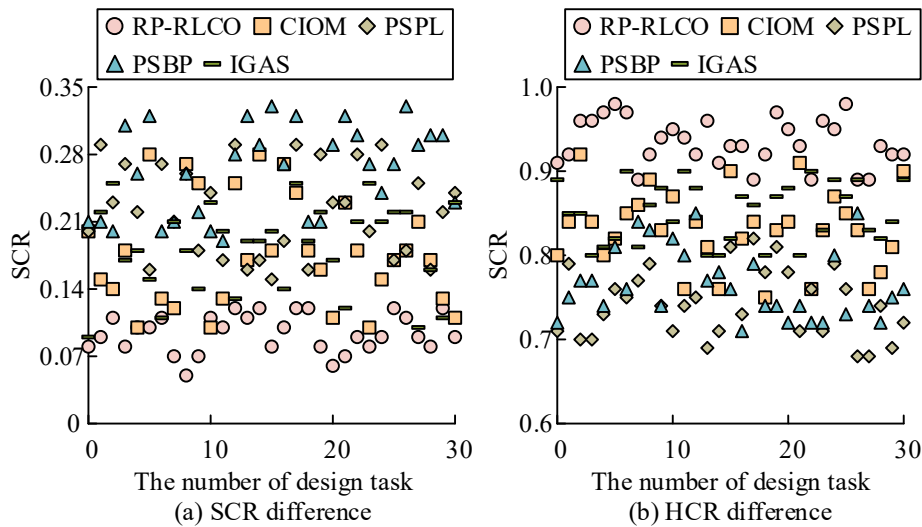 RP-RLCO CIOM PSPL
PSBP IGAS
0.35
0.28
0.21
0.14
0.07
0
SCR
0 10 20 30
The number of design task
(a) SCR difference
RP-RLCO CIOM PSPL
PSBP IGAS
1.0
0.9
0.8
0.7
0.6
SCR
0 10 20 30
The number of design task
(b) HCR difference